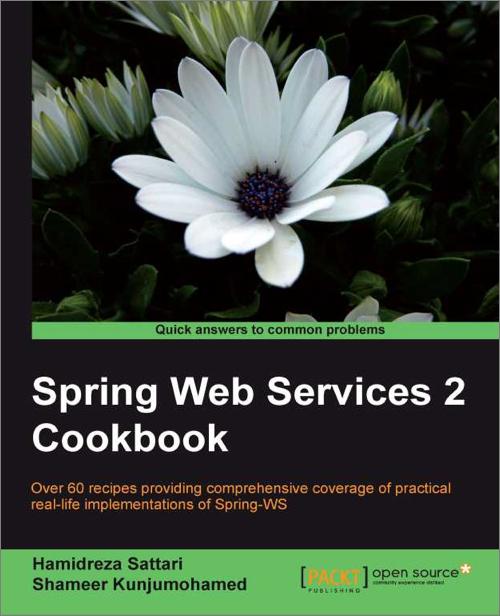 Quick answers to common problems
Spring Web Services 2
Cookbook
Over 60 recipes providing comprehensive coverage of practical
real-life implementations of Spring-WS
Hamidreza Sattari
Shameer Kunjumohamed
[PACKT] open source*
PUBLISHING community experience distilled